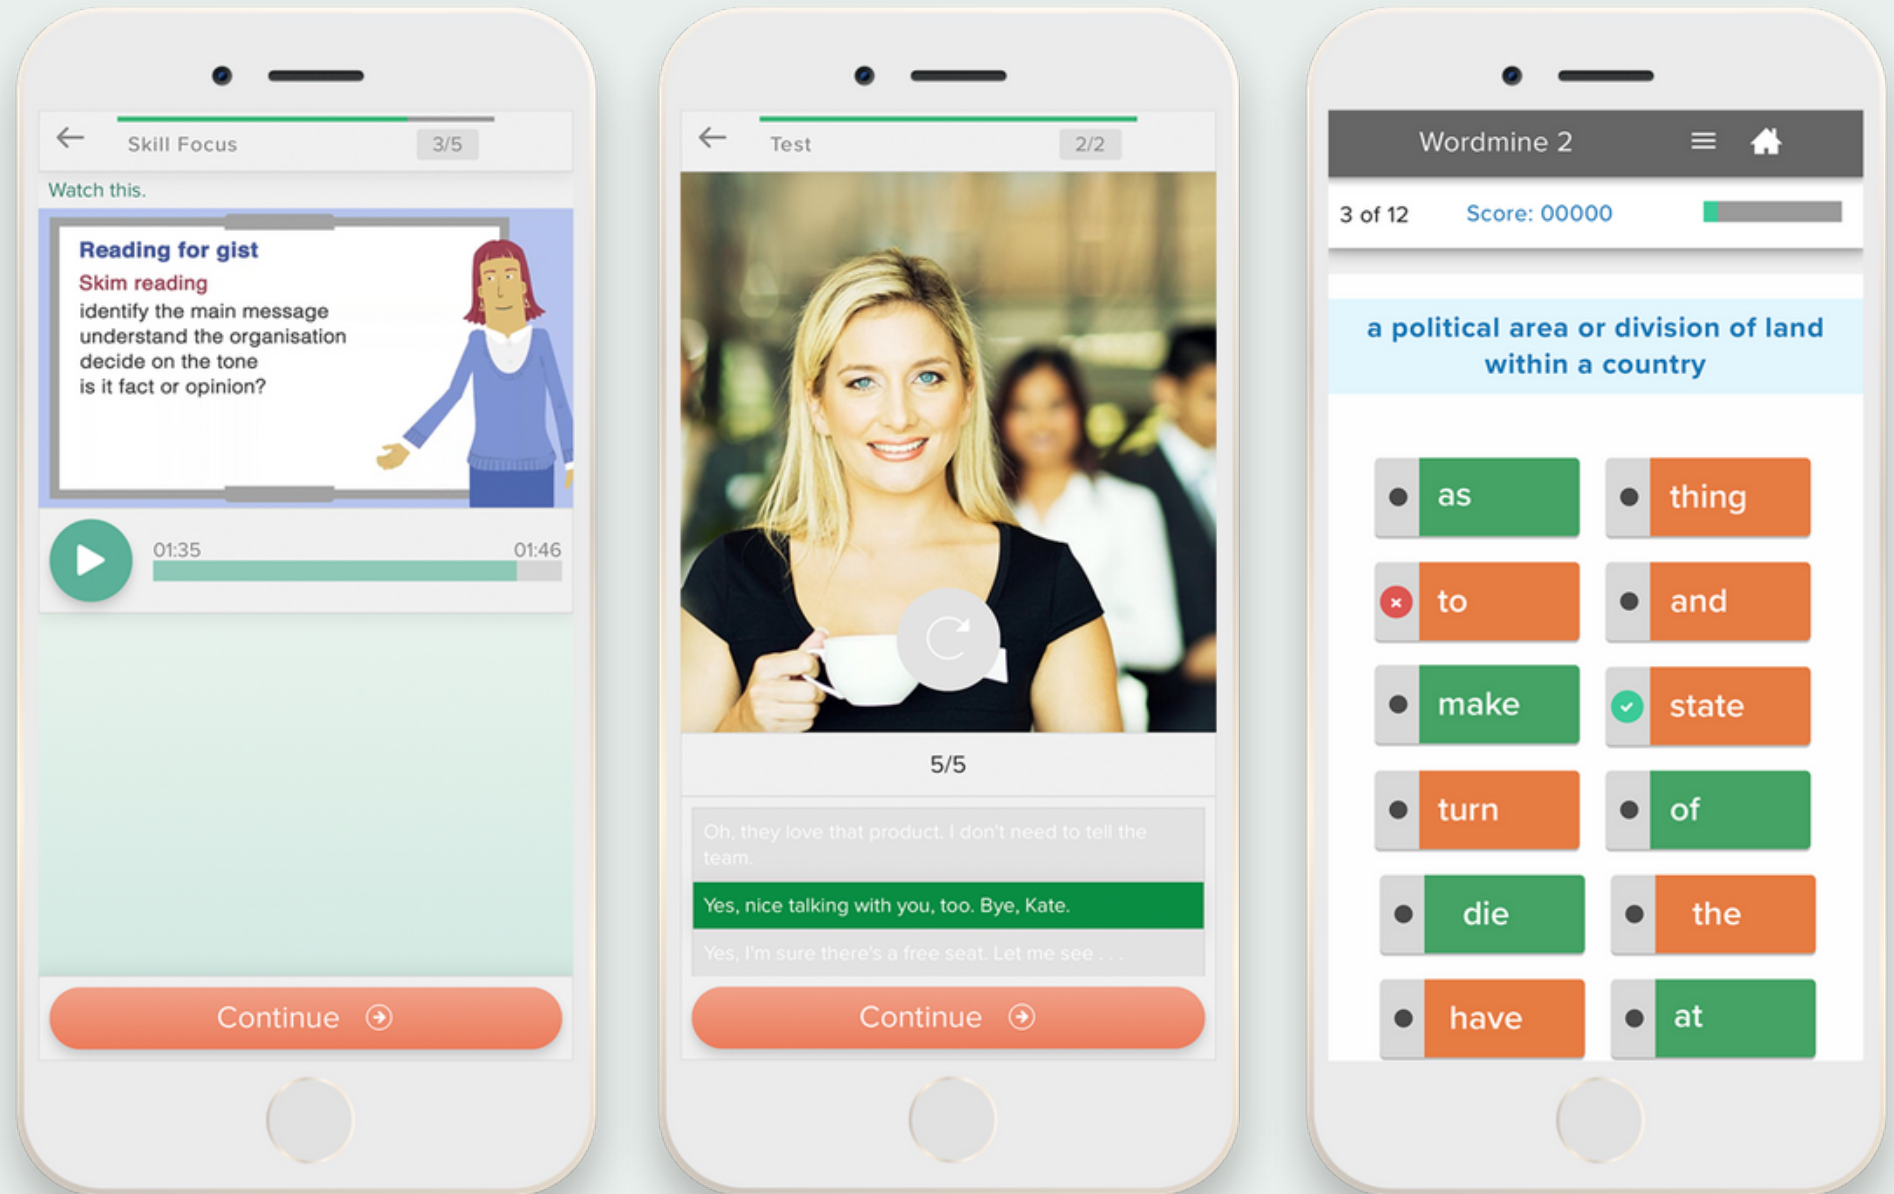 Skill Focus
3/5
Watch this.
Reading for gist
Skim reading
identify the main message
understand the organisation
decide on the tone
is it fact or opinion?
01:35
01:46
Continue
Test
2/2
5/5
Oh, they love that product. I don't need to tell the
team.
Yes, nice talking with you, too. Bye, Kate.
Yes, I'm sure there's a free seat. Let me see . . .
Continue
Wordmine 2
3 of 12
Score: 00000
a political area or division of land
within a country
as
thing
to
and
make
state
turn
of
die
the
have
at